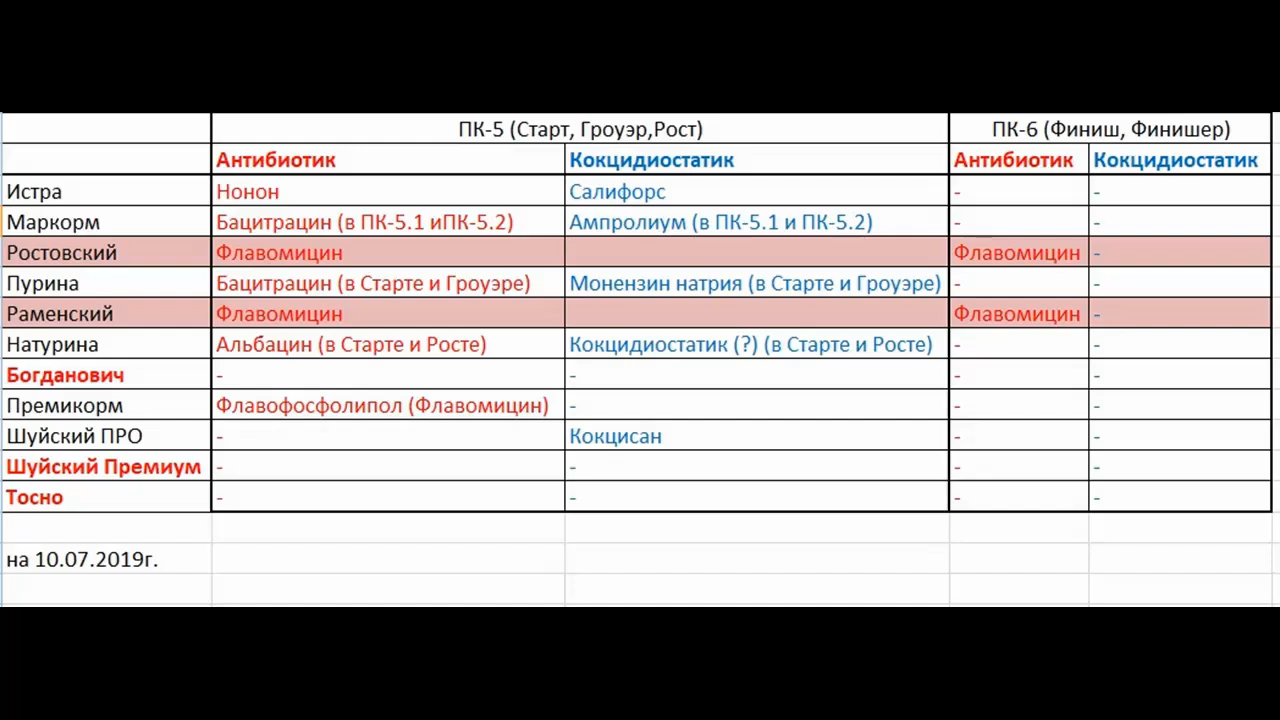 ПК-5 (Старт, Гроуэр,Рост) ПК-6 (Финиш, Финишер)
Антибиотик Кокцидиостатик Антибиотик Кокцидиостатик
Истра Нонон Салифорс - -
Маркорм Бацитрацин (в ПК-5.1 иПК-5.2) Ампролиум (в ПК-5.1 и ПК-5.2) - -
Ростовский Флавомицин Флавомицин -
Пурина Бацитрацин (в Старте и Гроуэре) Монензин натрия (в Старте и Гроуэре) - -
Раменский Флавомицин Флавомицин -
Натурина Альбацин (в Старте и Росте) Кокцидиостатик (?) (в Старте и Росте) - -
Богданович - - - -
Премикорм Флавофосфолипол (Флавомицин) - - -
Шуйский ПРО - Кокцисан - -
Шуйский Премиум - - - -
Тосно - - - -
на 10.07.2019г.